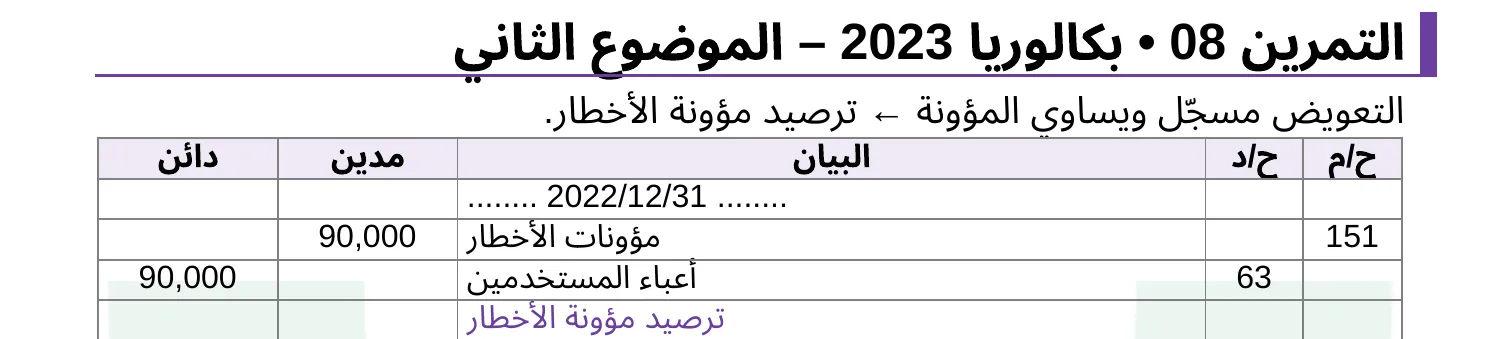 التمرين 08 • بكالوريا 2023 – الموضوع الثاني
التعويض مسجّل ويساوي المؤونة ← ترصيد مؤونة الأخطار.
ح/م ح/د البيان مدين دائن
........ 2022/12/31 ........
151 مؤونات الأخطار 90,000
63 أعباء المستخدمين 90,000
ترصيد مؤونة الأخطار